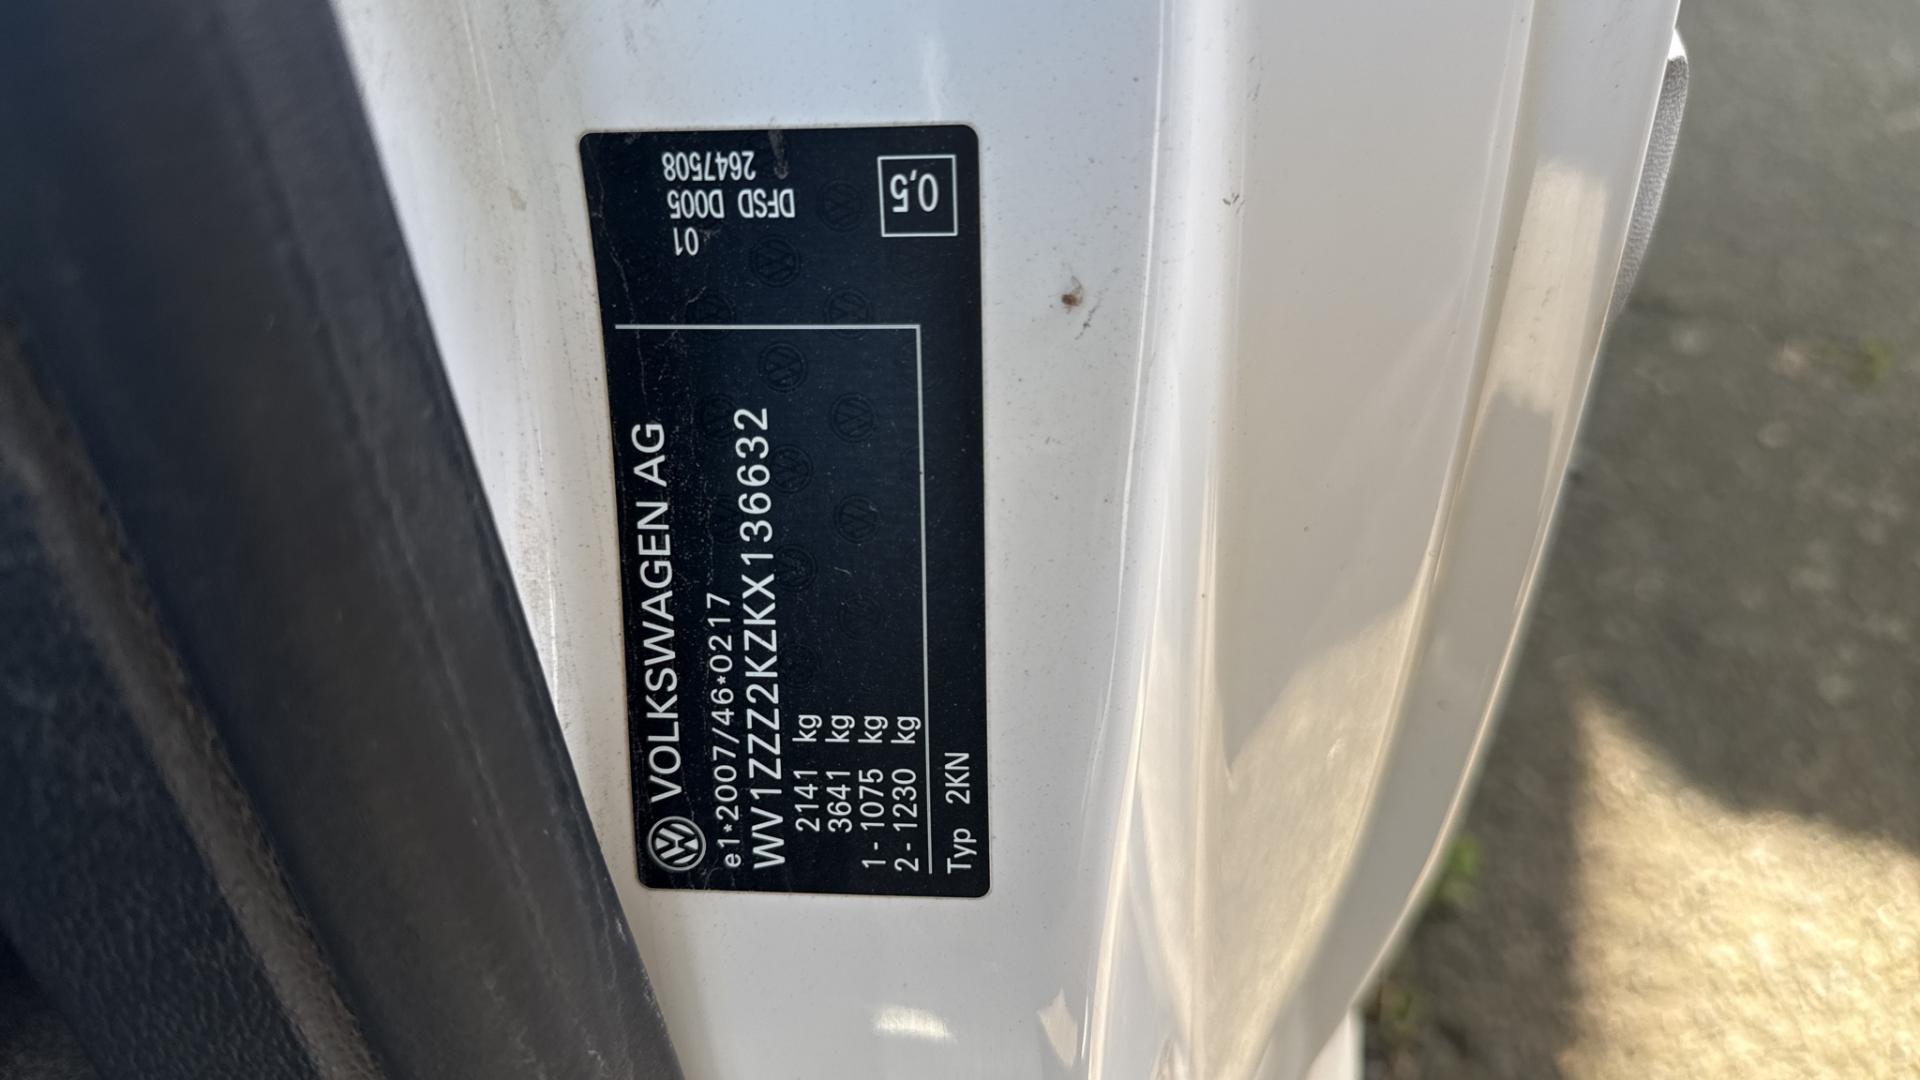 VOLKSWAGEN AG
e1*2007/46*0217
WV1ZZZ2KZKX136632
2141 kg
3641 kg
1-1075 kg
2-1230 kg
Typ 2KN
01
DFSD D005
2647508
0,5